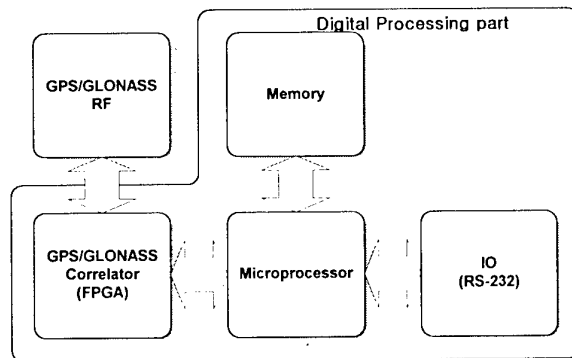 Digital Processing part
GPS/GLONASS
RF
Memory
GPS/GLONASS
Correlator
(FPGA)
Microprocessor
IO
(RS-232)